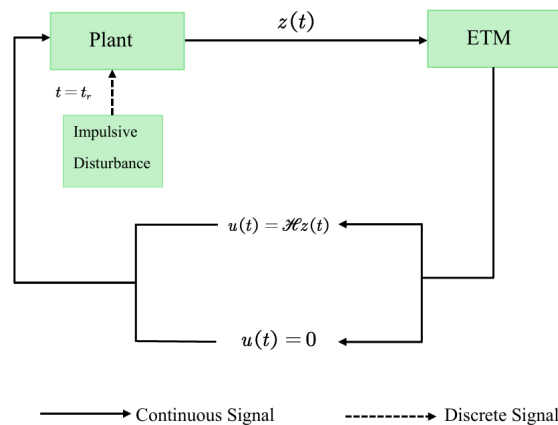 Plant
z(t)
ETM
t = t_r
Impulsive
Disturbance
u(t) = ℋz(t)
u(t) = 0
Continuous Signal
Discrete Signal